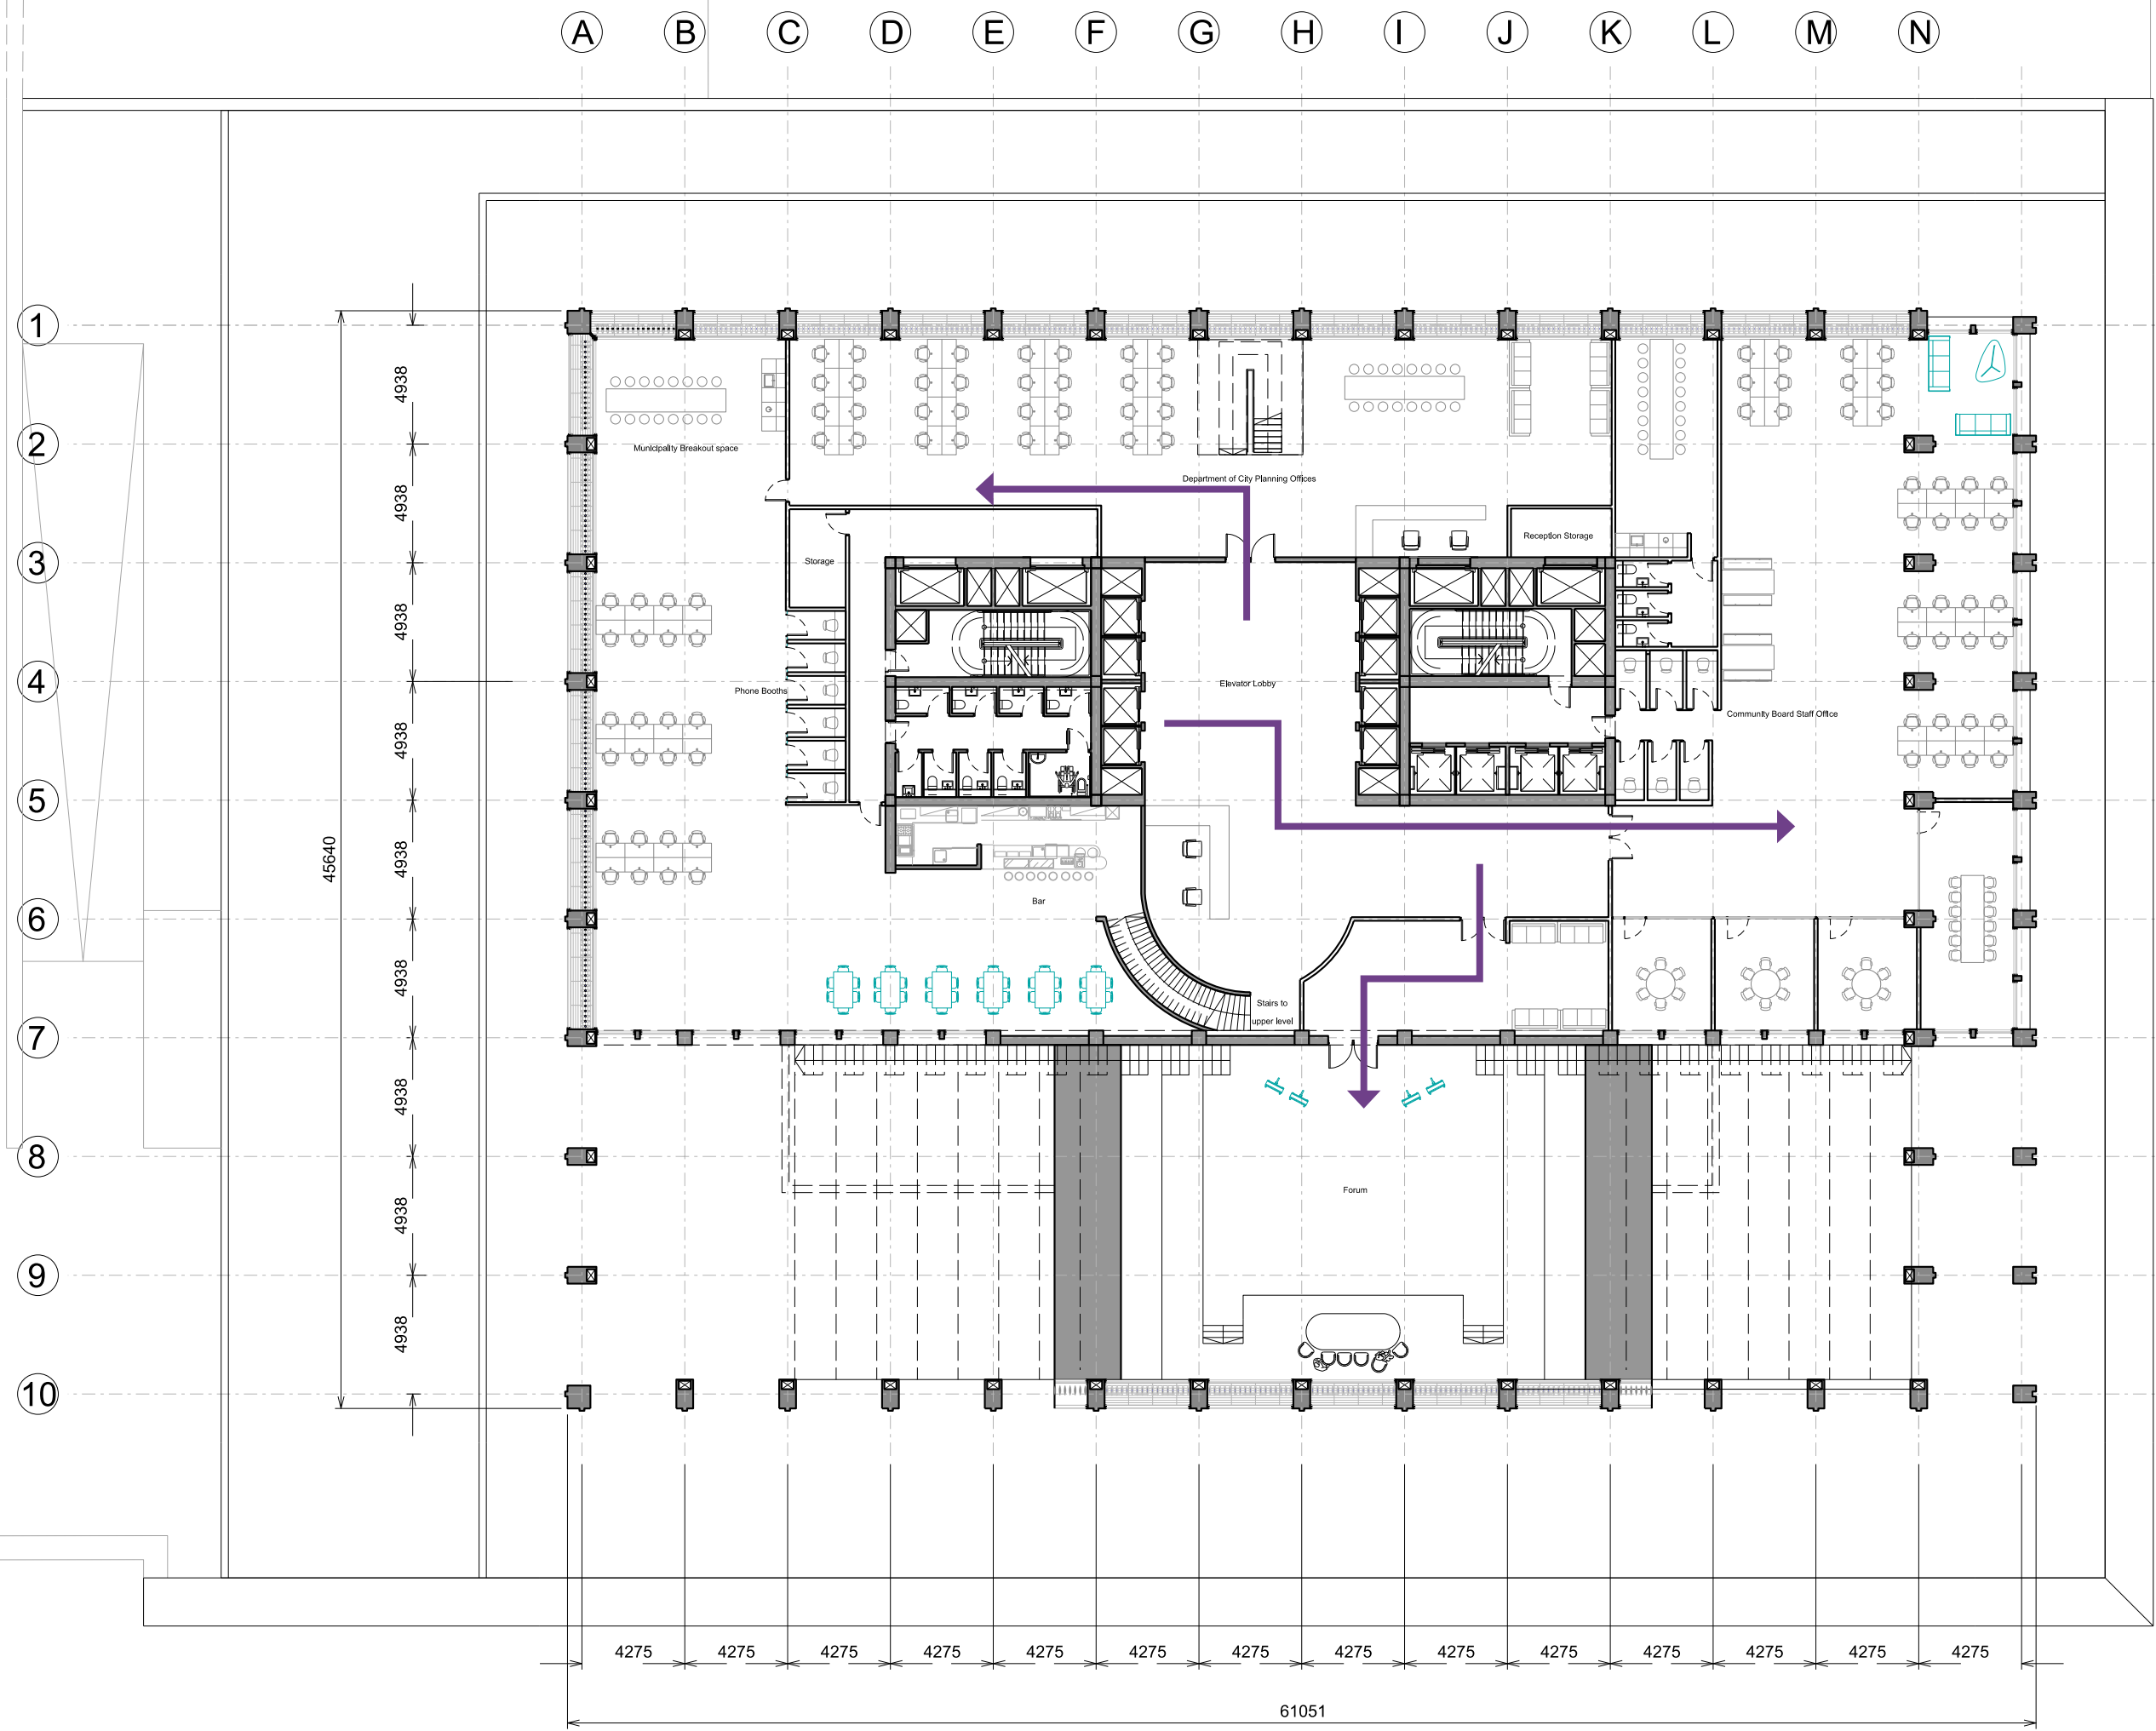 A B C D E F G H I J K L M N
1
4938
Municipality Breakout space
2
Department of City Planning Offices
4938
Reception Storage
3
Storage
4938
4
Elevator Lobby
Phone Booths
Community Board Staff Office
4938
5
45640
4938
Bar
6
4938
Stairs to
upper level
7
4938
8
Forum
4938
9
4938
10
4275 4275 4275 4275 4275 4275 4275 4275 4275 4275 4275 4275 4275 4275
61051